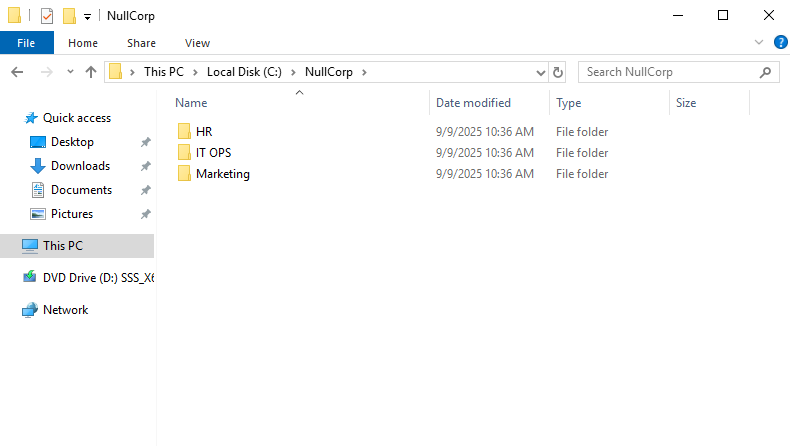 NullCorp
File Home Share View
This PC Local Disk (C:) NullCorp Search NullCorp
Name Date modified Type Size
Quick access
Desktop
Downloads
Documents
Pictures
This PC
DVD Drive (D:) SSS_X6
Network
HR 9/9/2025 10:36 AM File folder
IT OPS 9/9/2025 10:36 AM File folder
Marketing 9/9/2025 10:36 AM File folder